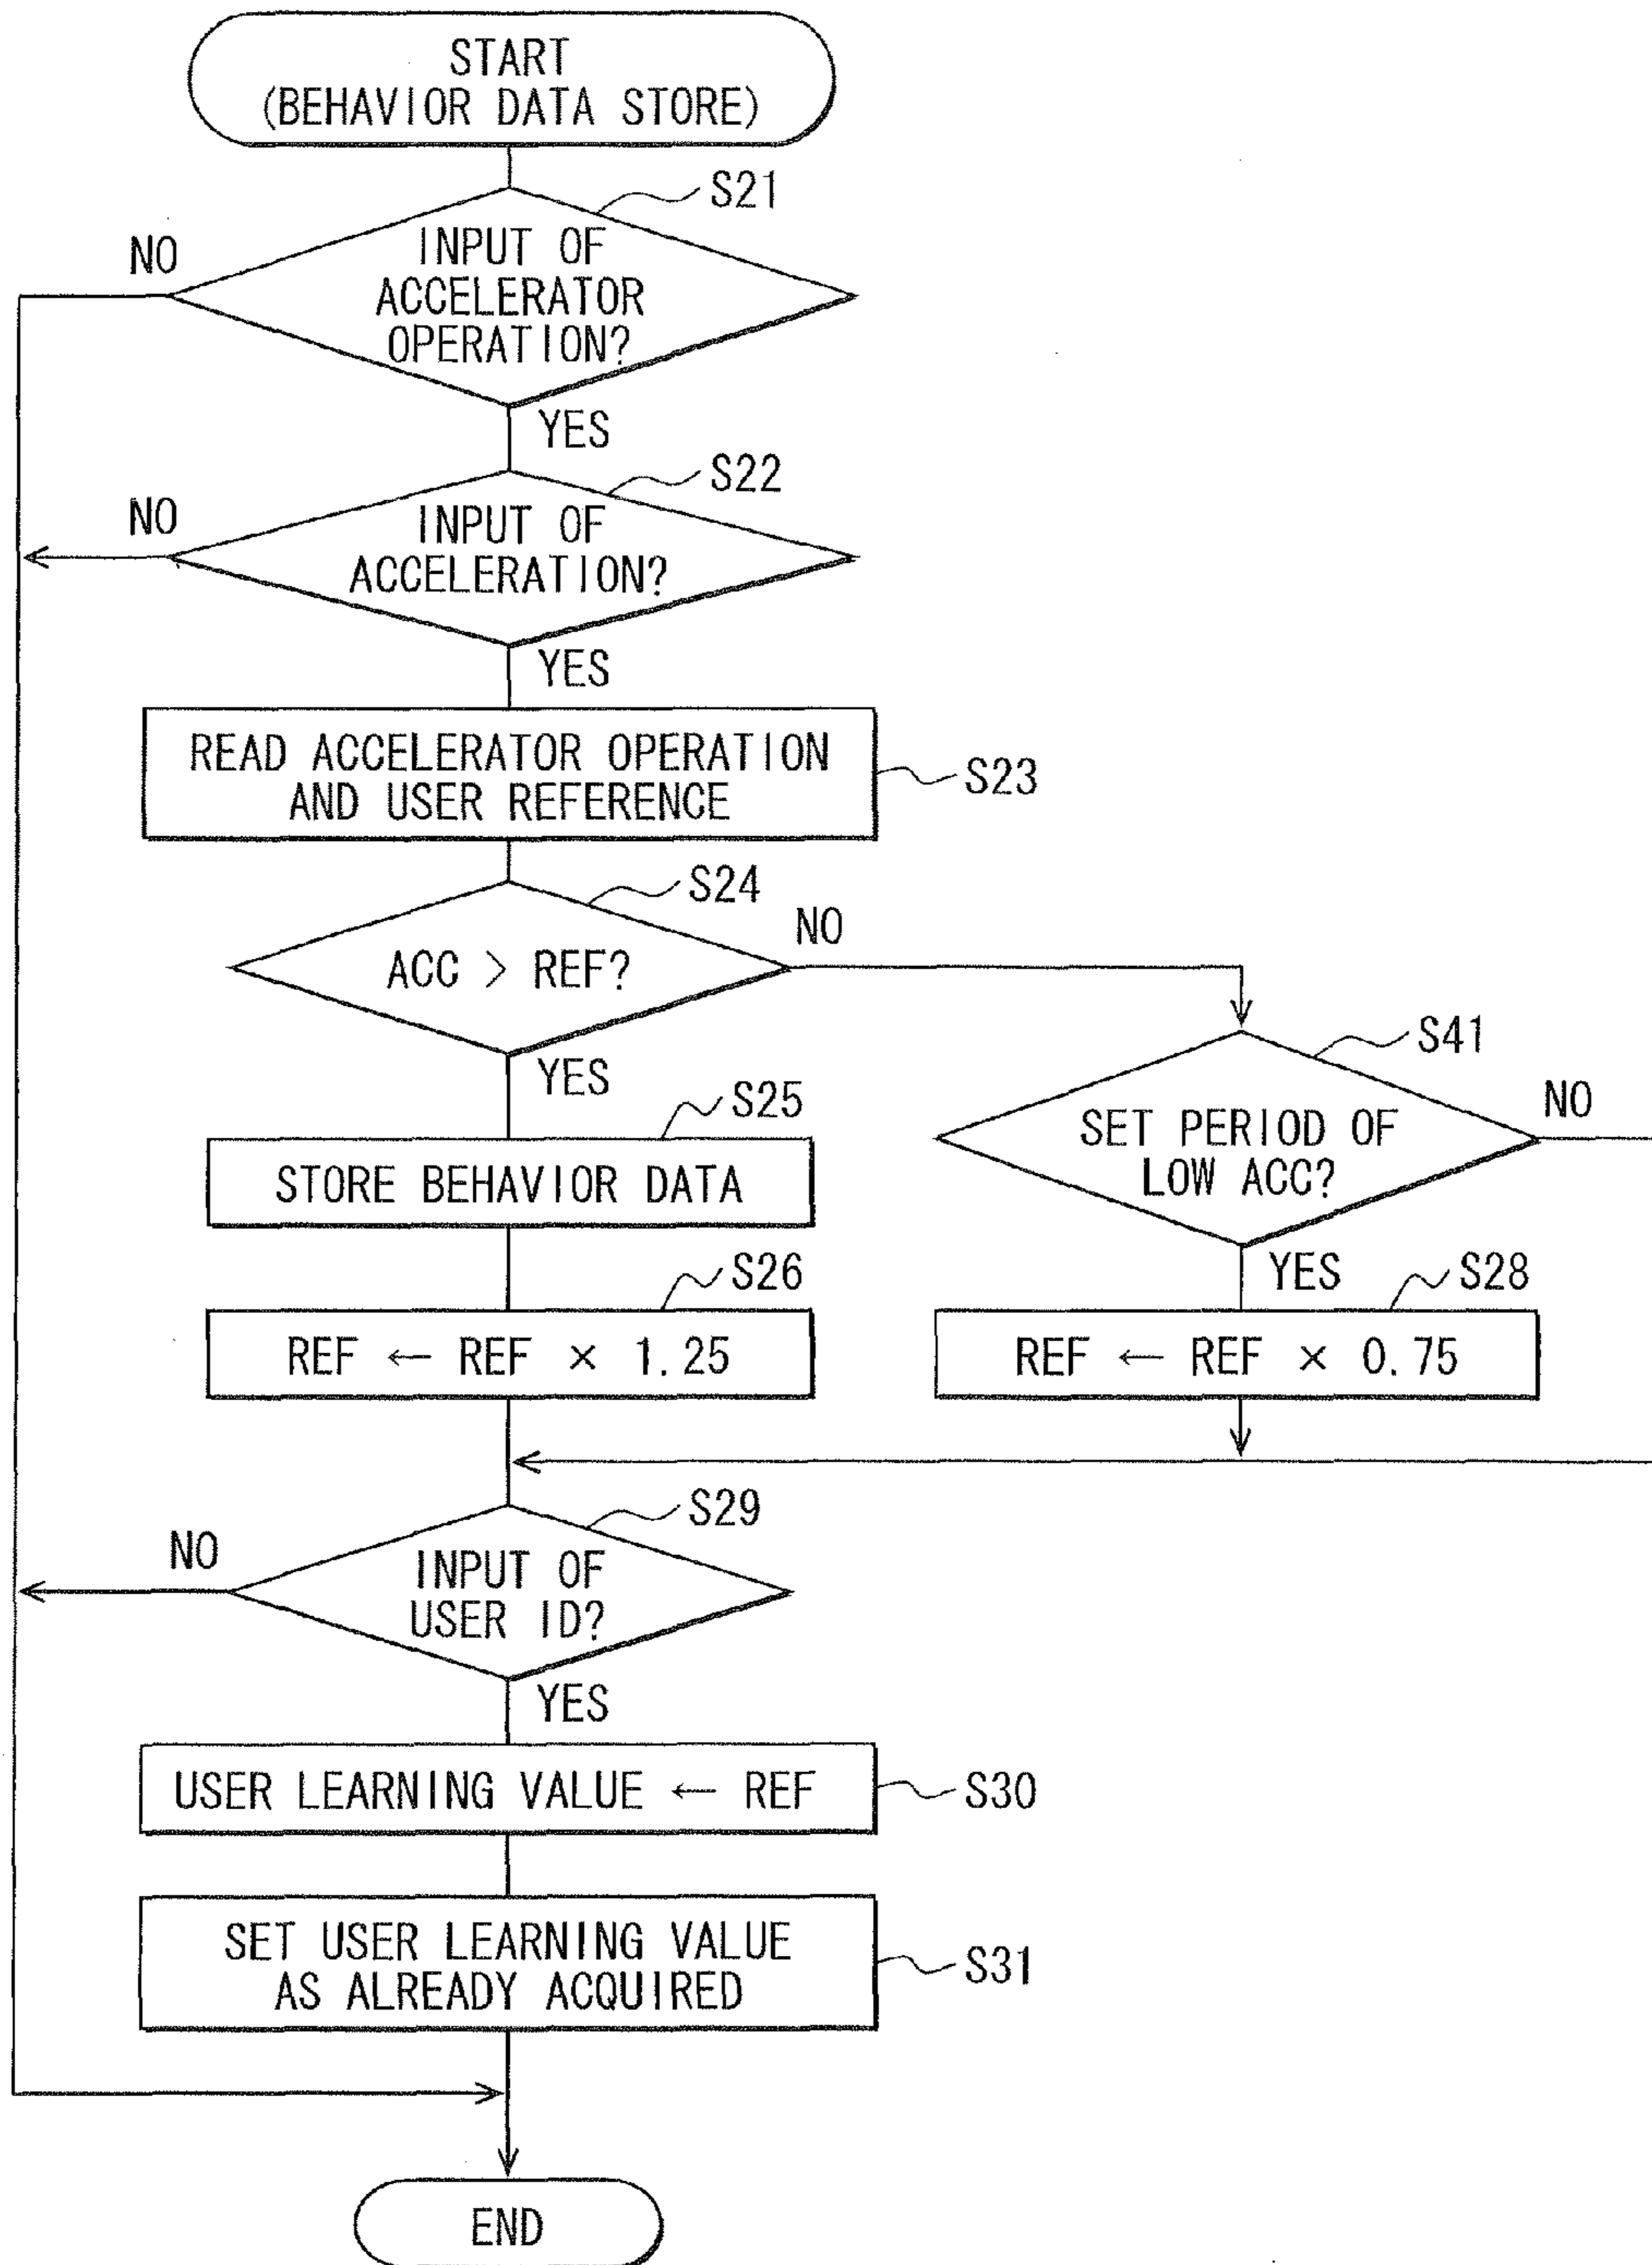 START
(BEHAVIOR DATA STORE)
S21
NO
INPUT OF
ACCELERATOR
OPERATION?
YES
S22
NO
INPUT OF
ACCELERATION?
YES
READ ACCELERATOR OPERATION
AND USER REFERENCE
S23
S24
NO
ACC > REF?
YES
S41
NO
SET PERIOD OF
LOW ACC?
YES
S25
STORE BEHAVIOR DATA
S26
REF ← REF × 1.25
S28
REF ← REF × 0.75
S29
NO
INPUT OF
USER ID?
YES
USER LEARNING VALUE ← REF
S30
SET USER LEARNING VALUE
AS ALREADY ACQUIRED
S31
END